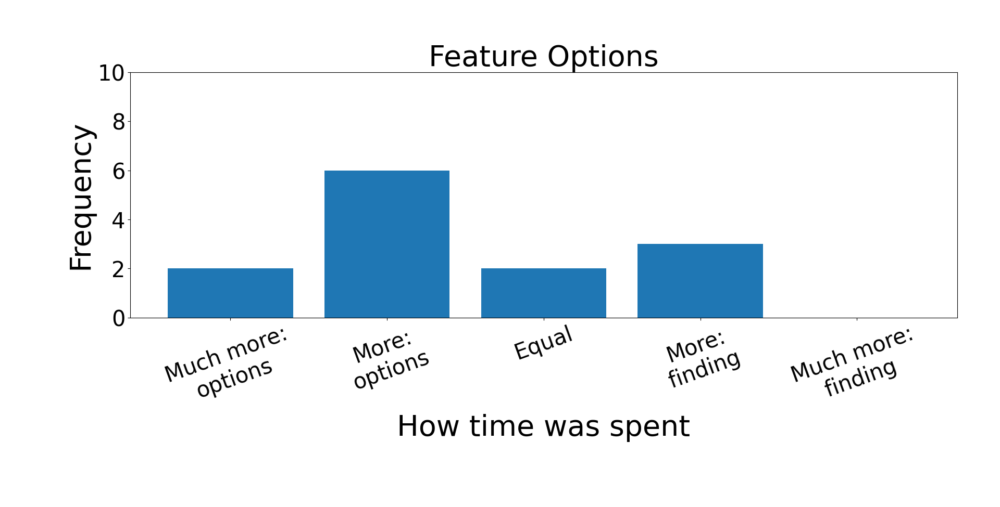 Feature Options
10
8
6
4
2
0
Frequency
Much more:
options
More:
options
Equal
More:
finding
Much more:
finding
How time was spent